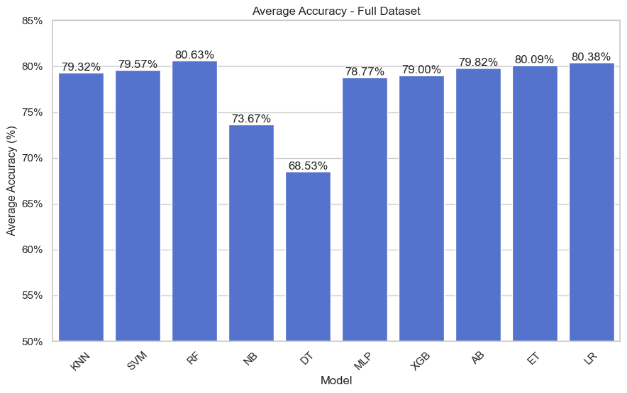 Average Accuracy - Full Dataset
85%
80%
75%
70%
65%
60%
55%
50%
Average Accuracy (%)
79.32%
79.57%
80.63%
73.67%
68.53%
78.77%
79.00%
79.82%
80.09%
80.38%
KNN
SVM
RF
NB
DT
MLP
XGB
AB
ET
LR
Model